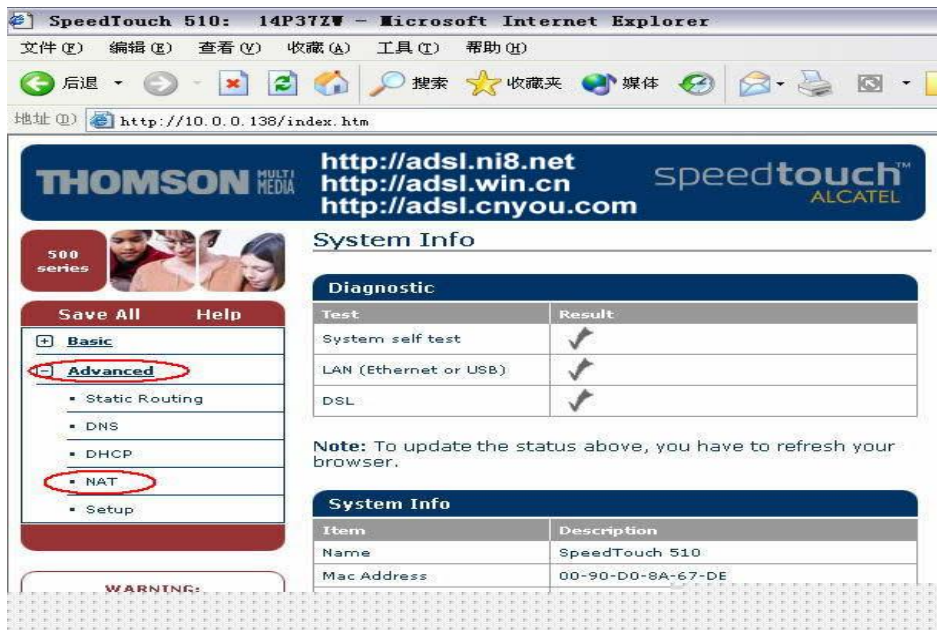 SpeedTouch 510: 14P37ZW - Microsoft Internet Explorer
文件(F) 编辑(E) 查看(V) 收藏(A) 工具(T) 帮助(H)
后退 搜索 收藏夹 媒体
地址(D) http://10.0.0.138/index.htm
THOMSON MULTI MEDIA
http://adsl.ni8.net
http://adsl.win.cn
http://adsl.cnyou.com
speedtouch™
ALCATEL
500 series
Save All Help
Basic
Advanced
Static Routing
DNS
DHCP
NAT
Setup
WARNING:
System Info
Diagnostic
Test Result
System self test
LAN (Ethernet or USB)
DSL
Note: To update the status above, you have to refresh your
browser.
System Info
Item Description
Name SpeedTouch 510
Mac Address 00-90-D0-8A-67-DE